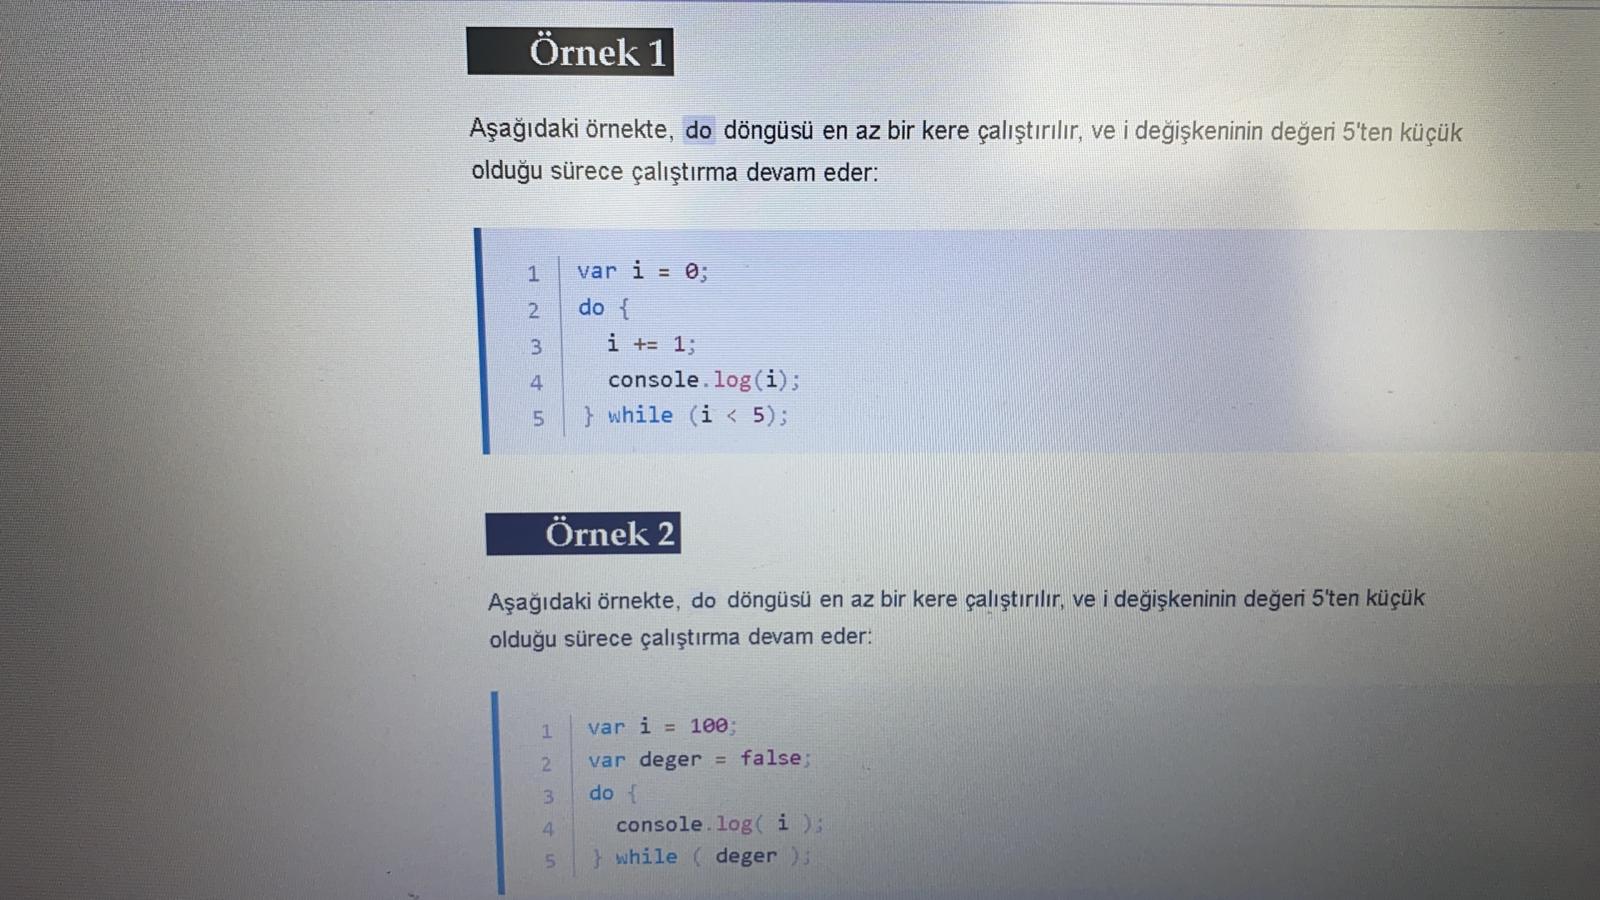 Örnek 1
Aşağıdaki örnekte, do döngüsü en az bir kere çalıştırılır, ve i değişkeninin değeri 5'ten küçük
olduğu sürece çalıştırma devam eder:
1 var i = 0;
2 do {
3 i += 1;
4 console.log(i);
5 } while (i < 5);
Örnek 2
Aşağıdaki örnekte, do döngüsü en az bir kere çalıştırılır, ve i değişkeninin değeri 5'ten küçük
olduğu sürece çalıştırma devam eder:
1 var i = 100;
2 var deger = false;
3 do {
4 console.log( i );
5 } while ( deger );